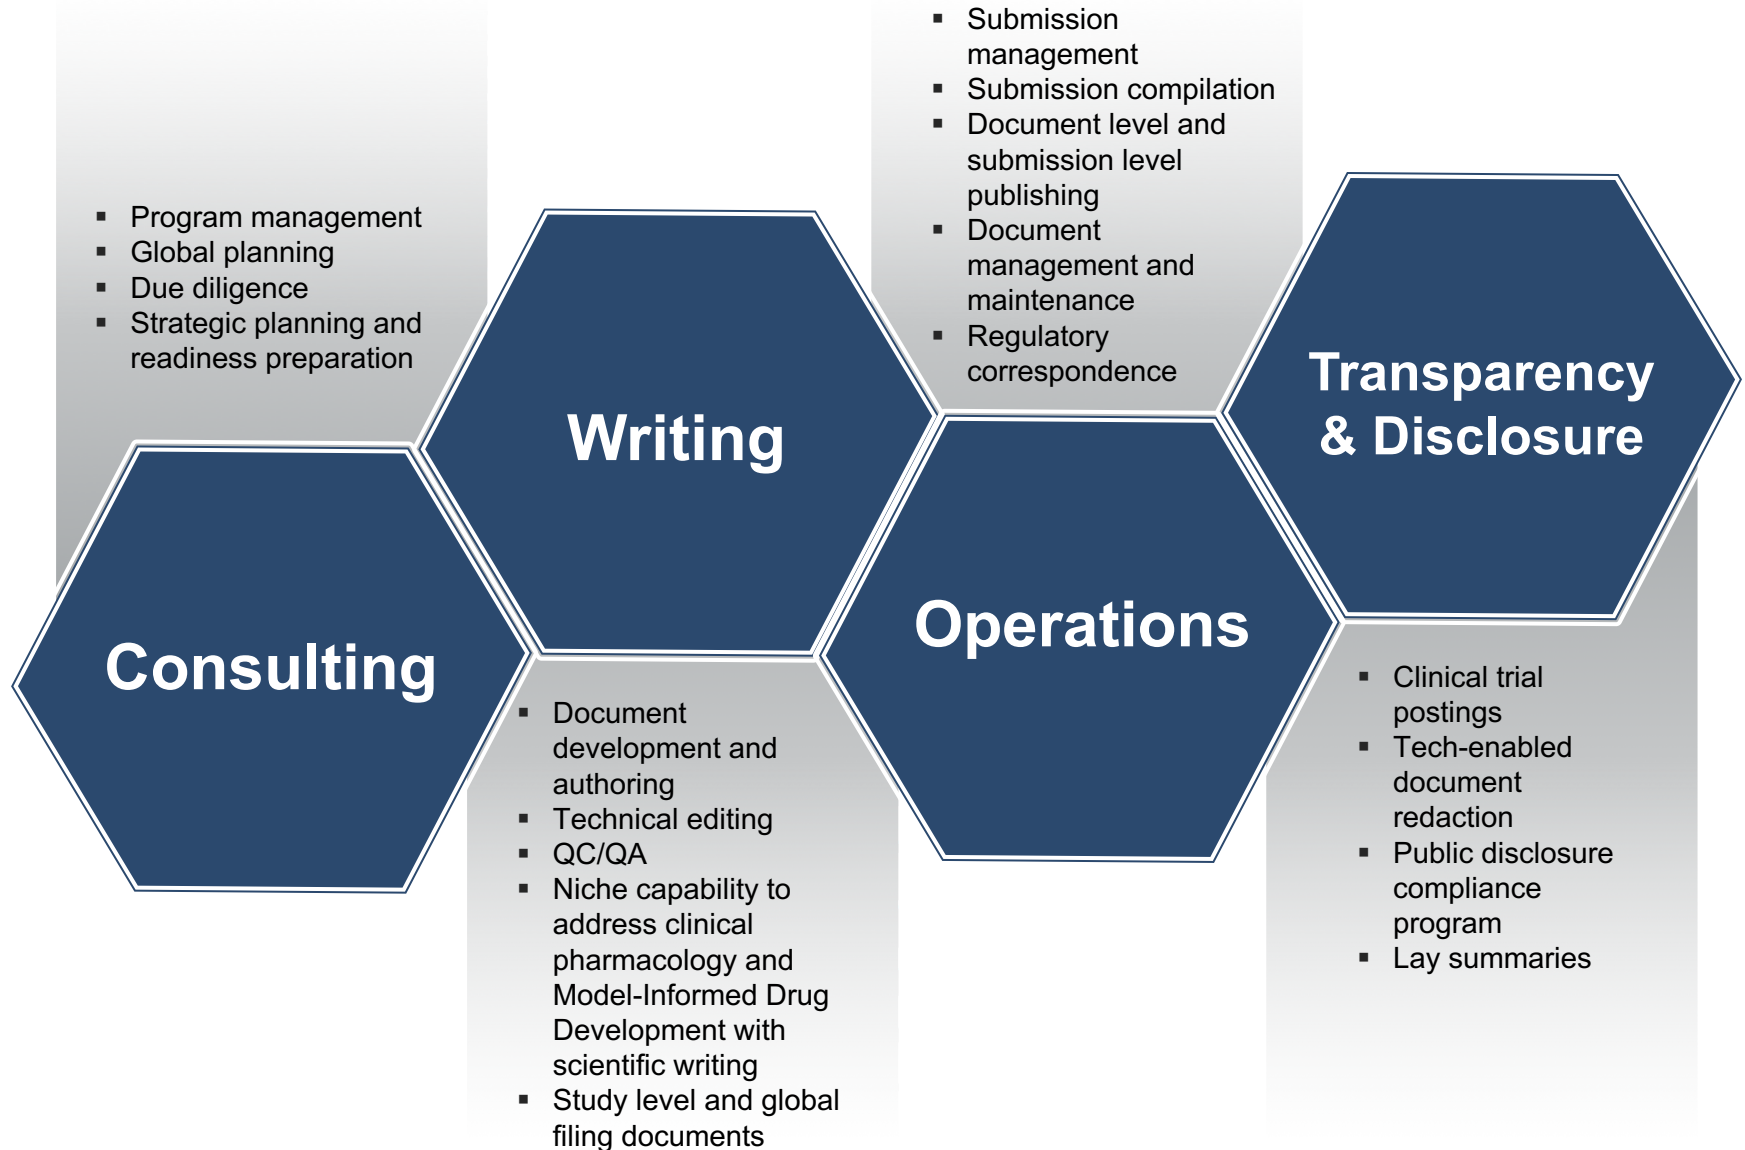 Program management
Global planning
Due diligence
Strategic planning and
readiness preparation
Consulting
Writing
Document
development and
authoring
Technical editing
QC/QA
Niche capability to
address clinical
pharmacology and
Model-Informed Drug
Development with
scientific writing
Study level and global
filing documents
Submission
management
Submission compilation
Document level and
submission level
publishing
Document
management and
maintenance
Regulatory
correspondence
Operations
Transparency
& Disclosure
Clinical trial
postings
Tech-enabled
document
redaction
Public disclosure
compliance
program
Lay summaries